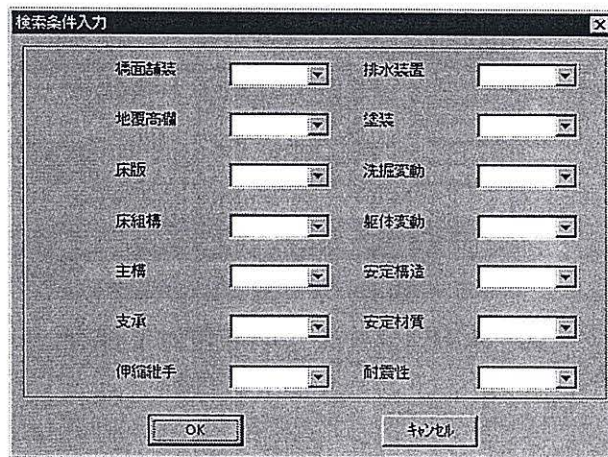 検索条件入力
橋面舗装 排水装置
地覆高欄 塗装
床版 洗掘変動
床組構 躯体変動
主構 安定構造
支承 安定材質
伸縮継手 耐震性
OK キャンセル